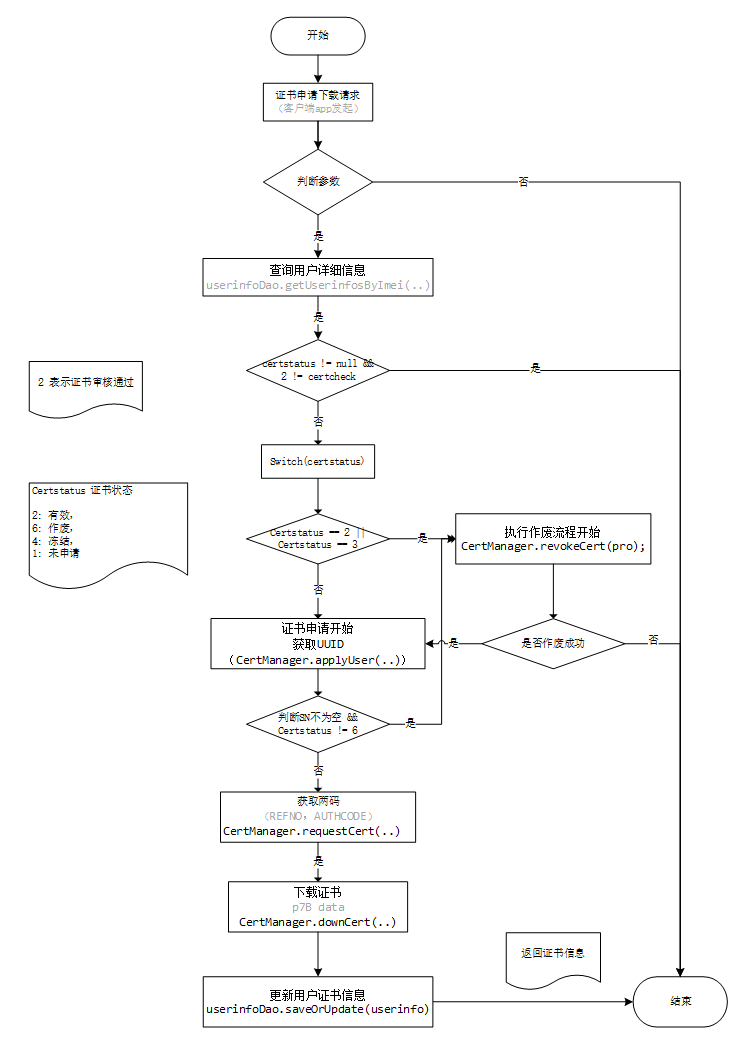 开始
证书申请下载请求
（客户端app发起）
判断参数
否
是
查询用户详细信息
userinfoDao.getUserinfosByImei(..)
是
certstatus != null &&
2 != certcheck
是
2 表示证书审核通过
否
Switch(certstatus)
Certstatus 证书状态
2: 有效,
6: 作废,
4: 冻结,
1: 未申请
Certstatus == 2 ||
Certstatus == 3
是
执行作废流程开始
CertManager.revokeCert(pro);
否
证书申请开始
获取UUID
(CertManager.applyUser(..))
是
是否作废成功
否
判断SN不为空 &&
Certstatus != 6
是
否
获取两码
（REFNO，AUTHCODE）
CertManager.requestCert(..)
是
下载证书
p7B data
CertManager.downCert(..)
返回证书信息
更新用户证书信息
userinfoDao.saveOrUpdate(userinfo)
结束